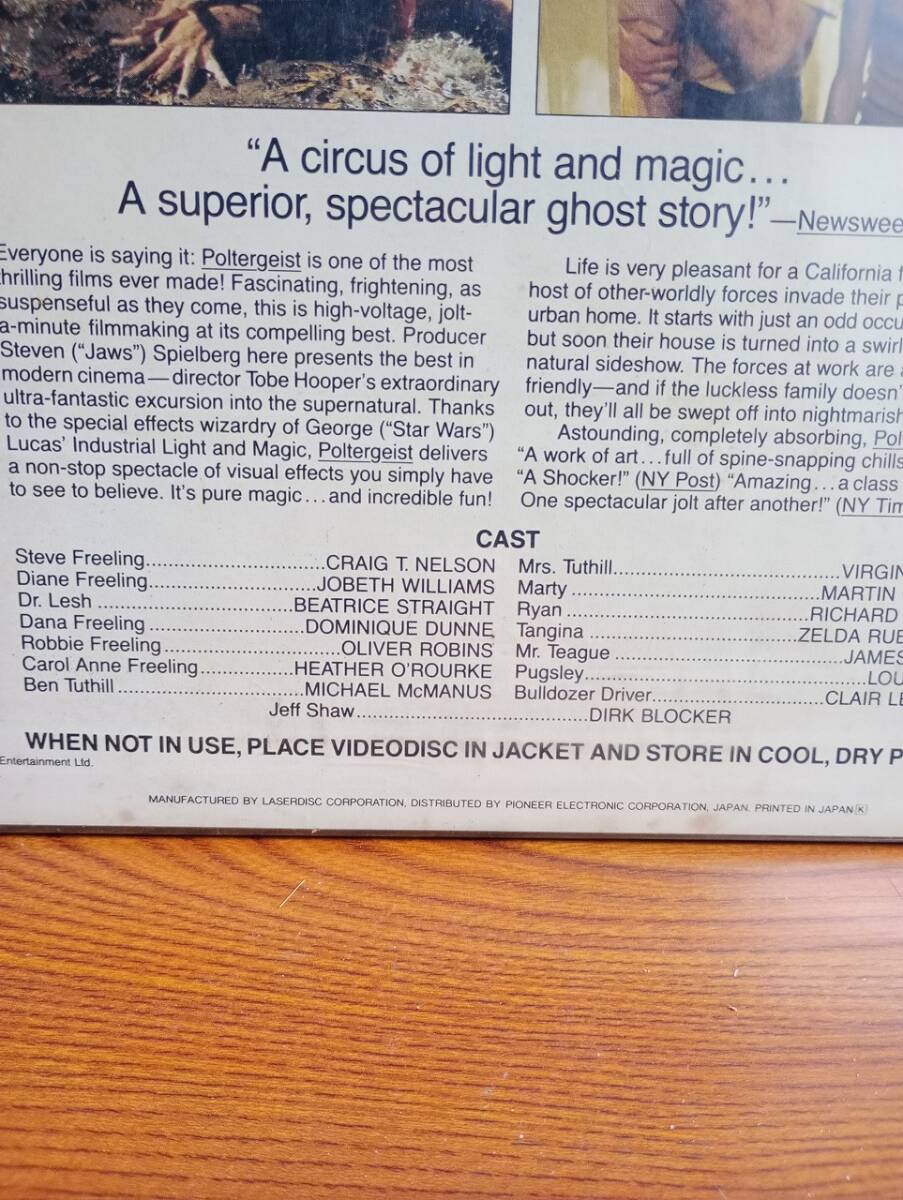 “A circus of light and magic...
A superior, spectacular ghost story!”—Newswee
Everyone is saying it: Poltergeist is one of the most
thrilling films ever made! Fascinating, frightening, as
suspenseful as they come, this is high-voltage, jolt-
a-minute filmmaking at its compelling best. Producer
Steven (“Jaws”) Spielberg here presents the best in
modern cinema—director Tobe Hooper's extraordinary
ultra-fantastic excursion into the supernatural. Thanks
to the special effects wizardry of George (“Star Wars”)
Lucas' Industrial Light and Magic, Poltergeist delivers
a non-stop spectacle of visual effects you simply have
to see to believe. It's pure magic...and incredible fun!
Life is very pleasant for a California f
host of other-worldly forces invade their p
urban home. It starts with just an odd occu
but soon their house is turned into a swirl
natural sideshow. The forces at work are a
friendly—and if the luckless family doesn'
out, they'll all be swept off into nightmarish
Astounding, completely absorbing, Pol
“A work of art...full of spine-snapping chills
“A Shocker!” (NY Post) “Amazing...a class
One spectacular jolt after another!” (NY Tim
CAST
Steve Freeling..............................CRAIG T. NELSON
Diane Freeling............................JOBETH WILLIAMS
Dr. Lesh .................................BEATRICE STRAIGHT
Dana Freeling ..........................DOMINIQUE DUNNE
Robbie Freeling..............................OLIVER ROBINS
Carol Anne Freeling................HEATHER O'ROURKE
Ben Tuthill ...............................MICHAEL McMANUS
Mrs. Tuthill......................................VIRGIN
Marty .........................................MARTIN
Ryan .........................................RICHARD
Tangina ...................................ZELDA RUB
Mr. Teague ......................................JAMES
Pugsley...............................................LOU
Bulldozer Driver.............................CLAIR LE
Jeff Shaw.......................................DIRK BLOCKER
WHEN NOT IN USE, PLACE VIDEODISC IN JACKET AND STORE IN COOL, DRY P
Entertainment Ltd.
MANUFACTURED BY LASERDISC CORPORATION, DISTRIBUTED BY PIONEER ELECTRONIC CORPORATION, JAPAN. PRINTED IN JAPAN [K]